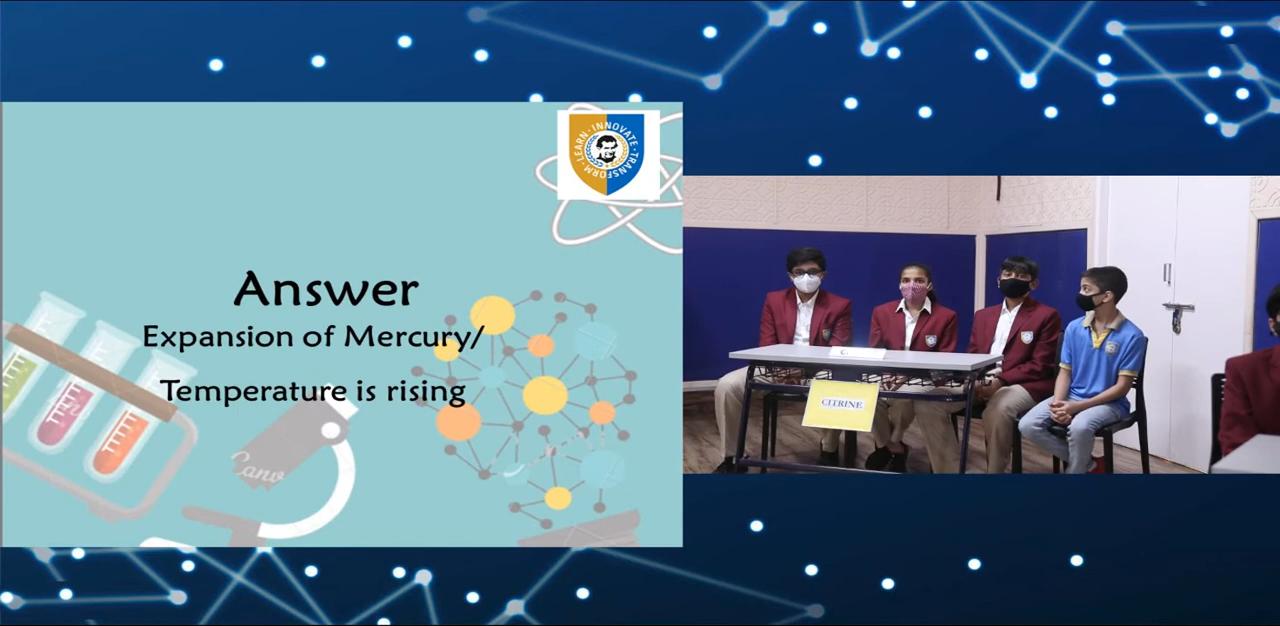 LEARN · INNOVATE · TRANSFORM
Answer
Expansion of Mercury/
Temperature is rising
Canva
CITRINE